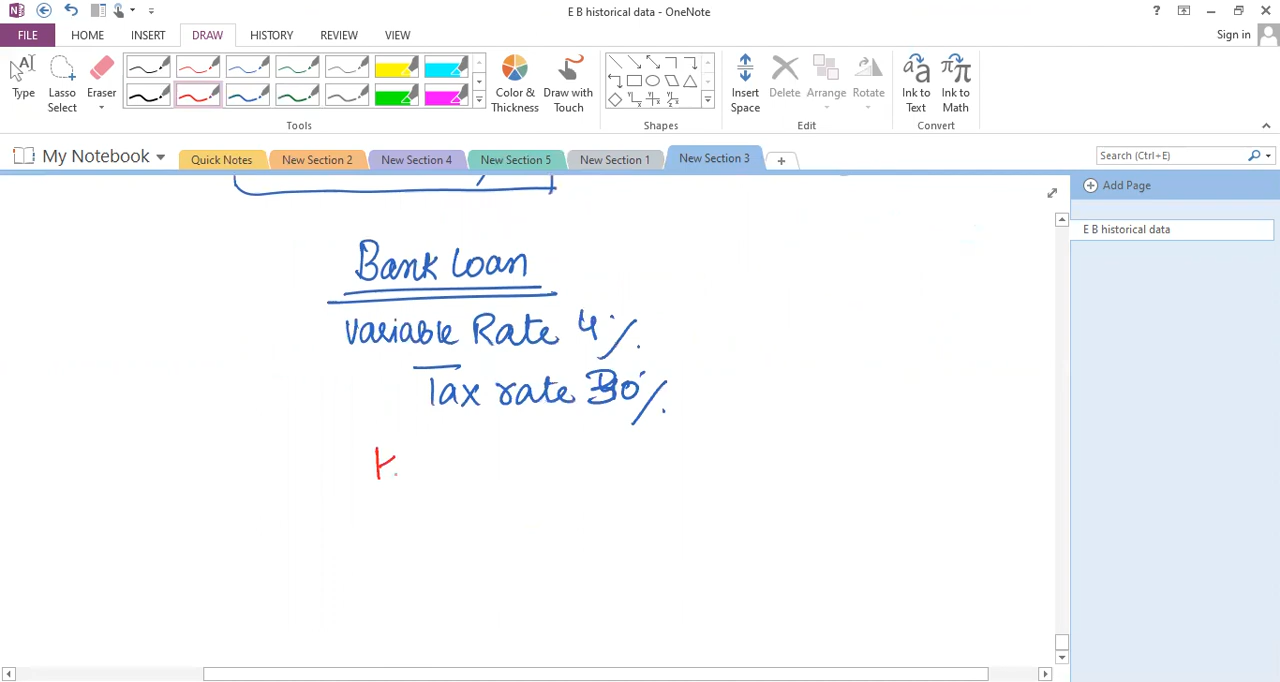 E B historical data - OneNote
Sign in
FILE HOME INSERT DRAW HISTORY REVIEW VIEW
Type
Lasso Select
Eraser
Color & Thickness
Draw with Touch
Insert Space
Delete
Arrange
Rotate
Ink to Text
Ink to Math
Tools Shapes Edit Convert
My Notebook Quick Notes New Section 2 New Section 4 New Section 5 New Section 1 New Section 3 Search (Ctrl+E)
Add Page
E B historical data
Bank Loan
Variable Rate 4%
Tax rate 30%